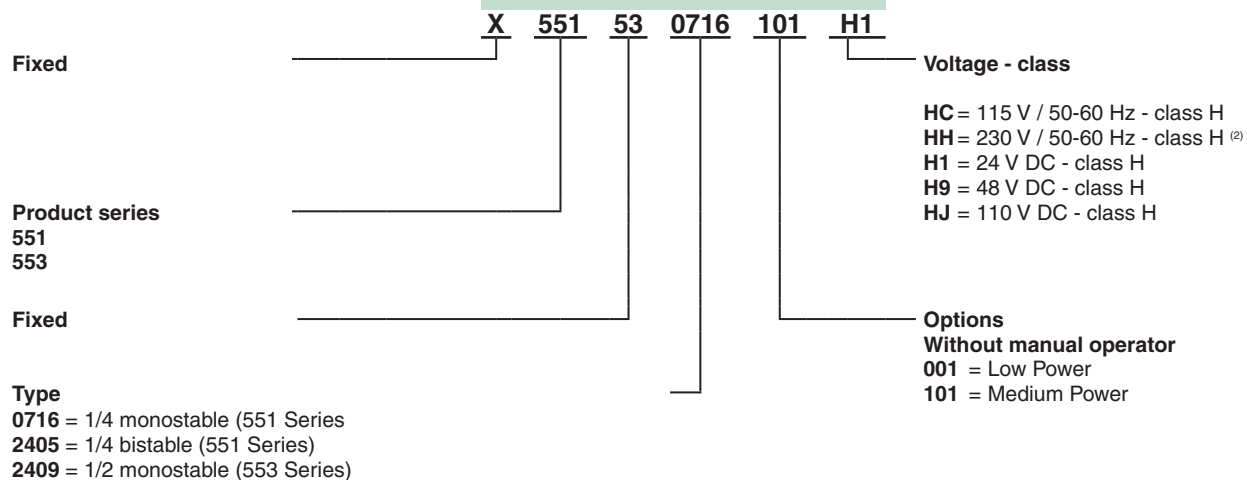 X 551 53 0716 101 H1
Fixed
Voltage - class
HC = 115 V / 50-60 Hz - class H
HH = 230 V / 50-60 Hz - class H (2)
H1 = 24 V DC - class H
H9 = 48 V DC - class H
HJ = 110 V DC - class H
Product series
551
553
Fixed
Options
Without manual operator
001 = Low Power
101 = Medium Power
Type
0716 = 1/4 monostable (551 Series
2405 = 1/4 bistable (551 Series)
2409 = 1/2 monostable (553 Series)